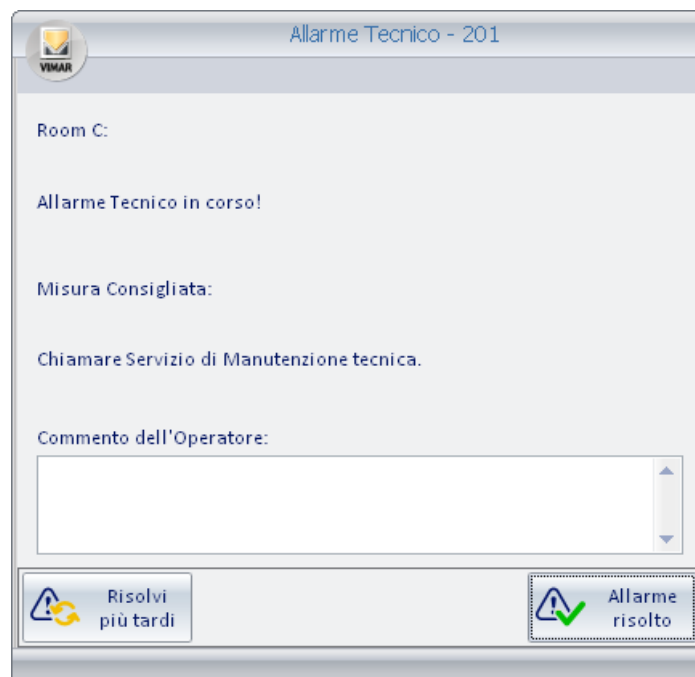 Allarme Tecnico - 201
VIMAR
Room C:
Allarme Tecnico in corso!
Misura Consigliata:
Chiamare Servizio di Manutenzione tecnica.
Commento dell'Operatore:
Risolvi
più tardi
Allarme
risolto